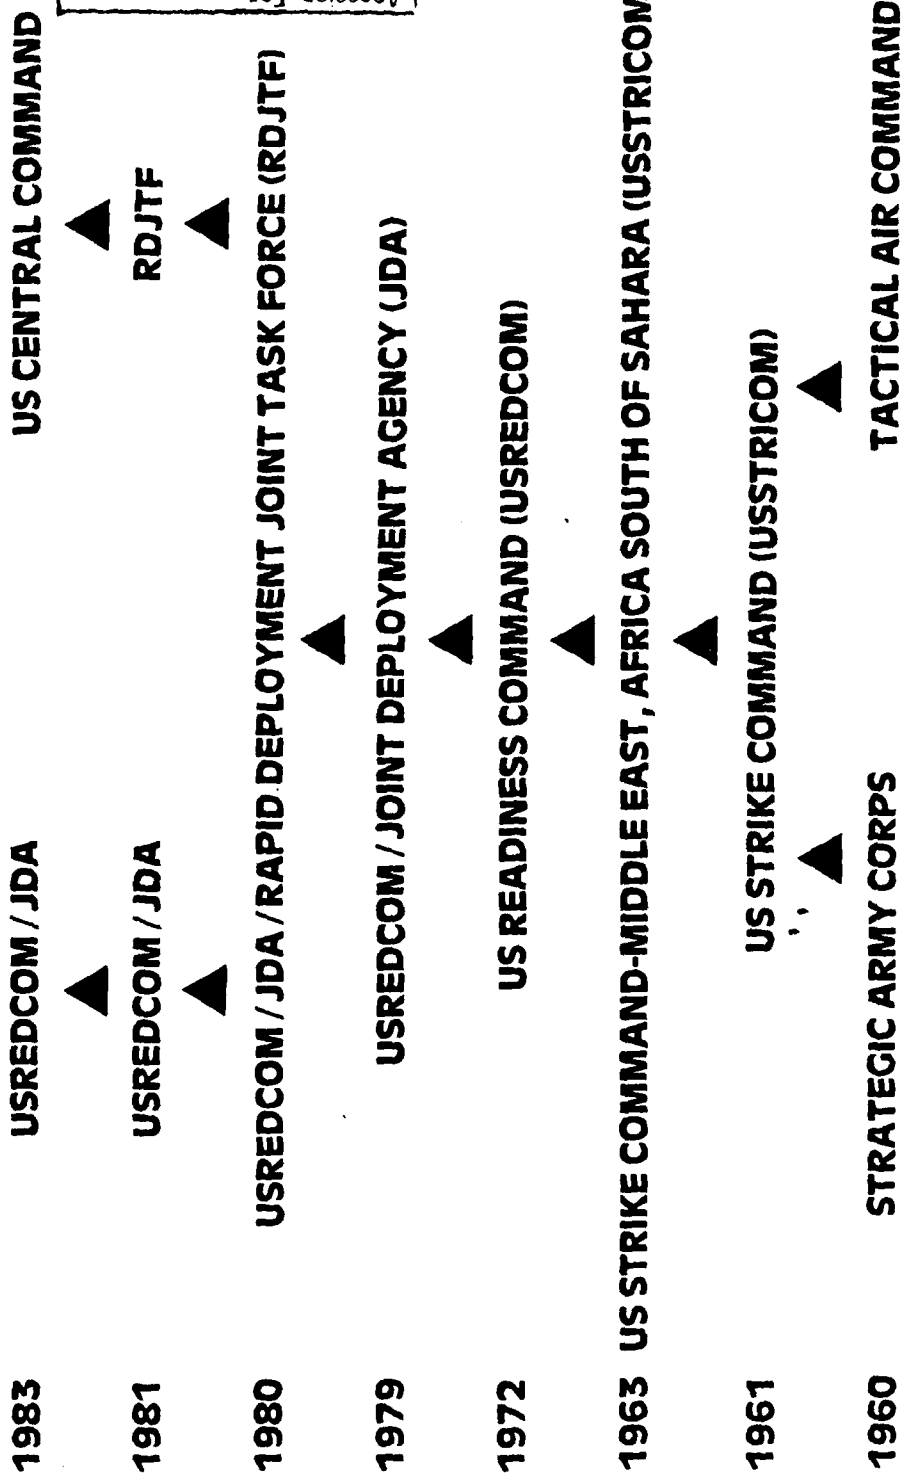 1983 USREDCOM / JDA US CENTRAL COMMAND
1981 USREDCOM / JDA RDJTF
1980 USREDCOM / JDA / RAPID DEPLOYMENT JOINT TASK FORCE (RDJTF)
1979 USREDCOM / JOINT DEPLOYMENT AGENCY (JDA)
1972 US READINESS COMMAND (USREDCOM)
1963 US STRIKE COMMAND-MIDDLE EAST, AFRICA SOUTH OF SAHARA (USSTRICOM
1961 US STRIKE COMMAND (USSTRICOM)
1960 STRATEGIC ARMY CORPS TACTICAL AIR COMMAND